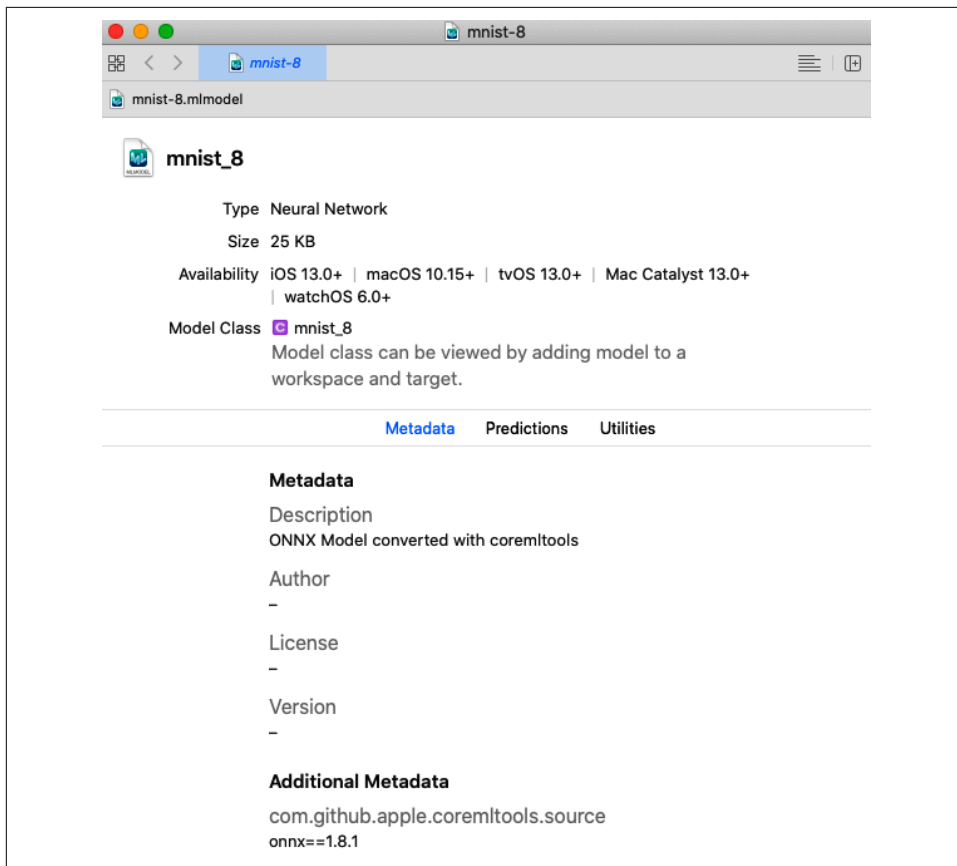 mnist-8
mnist-8
mnist-8.mlmodel
mnist_8
Type Neural Network
Size 25 KB
Availability iOS 13.0+ | macOS 10.15+ | tvOS 13.0+ | Mac Catalyst 13.0+
| watchOS 6.0+
Model Class C mnist_8
Model class can be viewed by adding model to a
workspace and target.
Metadata Predictions Utilities
Metadata
Description
ONNX Model converted with coremltools
Author
–
License
–
Version
–
Additional Metadata
com.github.apple.coremltools.source
onnx==1.8.1